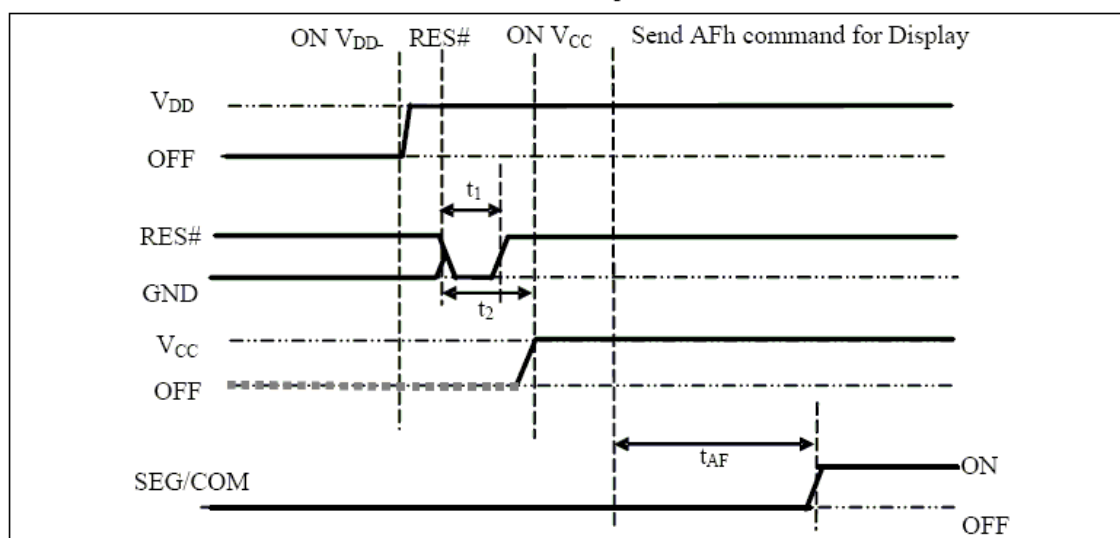 ON VDD RES# ON VCC Send AFh command for Display
VDD
OFF
t1
RES#
GND
t2
VCC
OFF
tAF
SEG/COM
ON
OFF